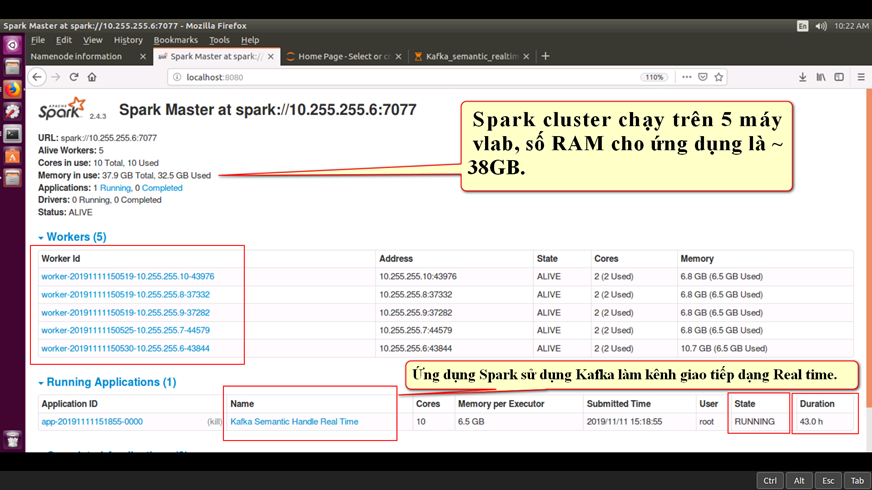 Spark Master at spark://10.255.255.6:7077 - Mozilla Firefox
En
10:22 AM
File Edit View History Bookmarks Tools Help
Namenode information
Spark Master at spark://
Home Page - Select or cr
Kafka_semantic_realtim
localhost:8080
110%
APACHE
Spark 2.4.3
Spark Master at spark://10.255.255.6:7077
URL: spark://10.255.255.6:7077
Alive Workers: 5
Cores in use: 10 Total, 10 Used
Memory in use: 37.9 GB Total, 32.5 GB Used
Applications: 1 Running, 0 Completed
Drivers: 0 Running, 0 Completed
Status: ALIVE
Spark cluster chạy trên 5 máy
vlab, số RAM cho ứng dụng là ~
38GB.
Workers (5)
Worker Id Address State Cores Memory
worker-20191111150519-10.255.255.10-43976 10.255.255.10:43976 ALIVE 2 (2 Used) 6.8 GB (6.5 GB Used)
worker-20191111150519-10.255.255.8-37332 10.255.255.8:37332 ALIVE 2 (2 Used) 6.8 GB (6.5 GB Used)
worker-20191111150519-10.255.255.9-37282 10.255.255.9:37282 ALIVE 2 (2 Used) 6.8 GB (6.5 GB Used)
worker-20191111150525-10.255.255.7-44579 10.255.255.7:44579 ALIVE 2 (2 Used) 6.8 GB (6.5 GB Used)
worker-20191111150530-10.255.255.6-43844 10.255.255.6:43844 ALIVE 2 (2 Used) 10.7 GB (6.5 GB Used)
Ứng dụng Spark sử dụng Kafka làm kênh giao tiếp dạng Real time.
Running Applications (1)
Application ID Name Cores Memory per Executor Submitted Time User State Duration
app-20191111151855-0000 (kill) Kafka Semantic Handle Real Time 10 6.5 GB 2019/11/11 15:18:55 root RUNNING 43.0 h
Ctrl Alt Esc Tab